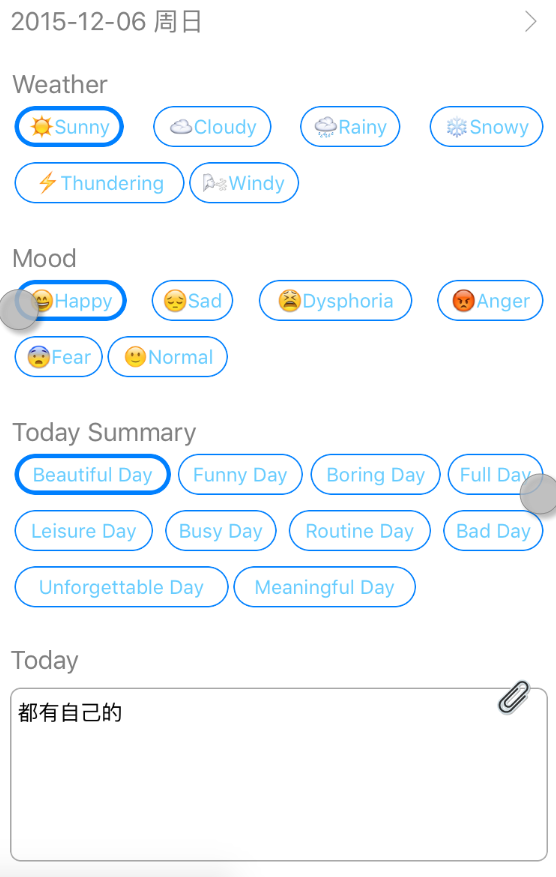 2015-12-06 周日
Weather
Sunny Cloudy Rainy Snowy
Thundering Windy
Mood
Happy Sad Dysphoria Anger
Fear Normal
Today Summary
Beautiful Day Funny Day Boring Day Full Day
Leisure Day Busy Day Routine Day Bad Day
Unforgettable Day Meaningful Day
Today
都有自己的